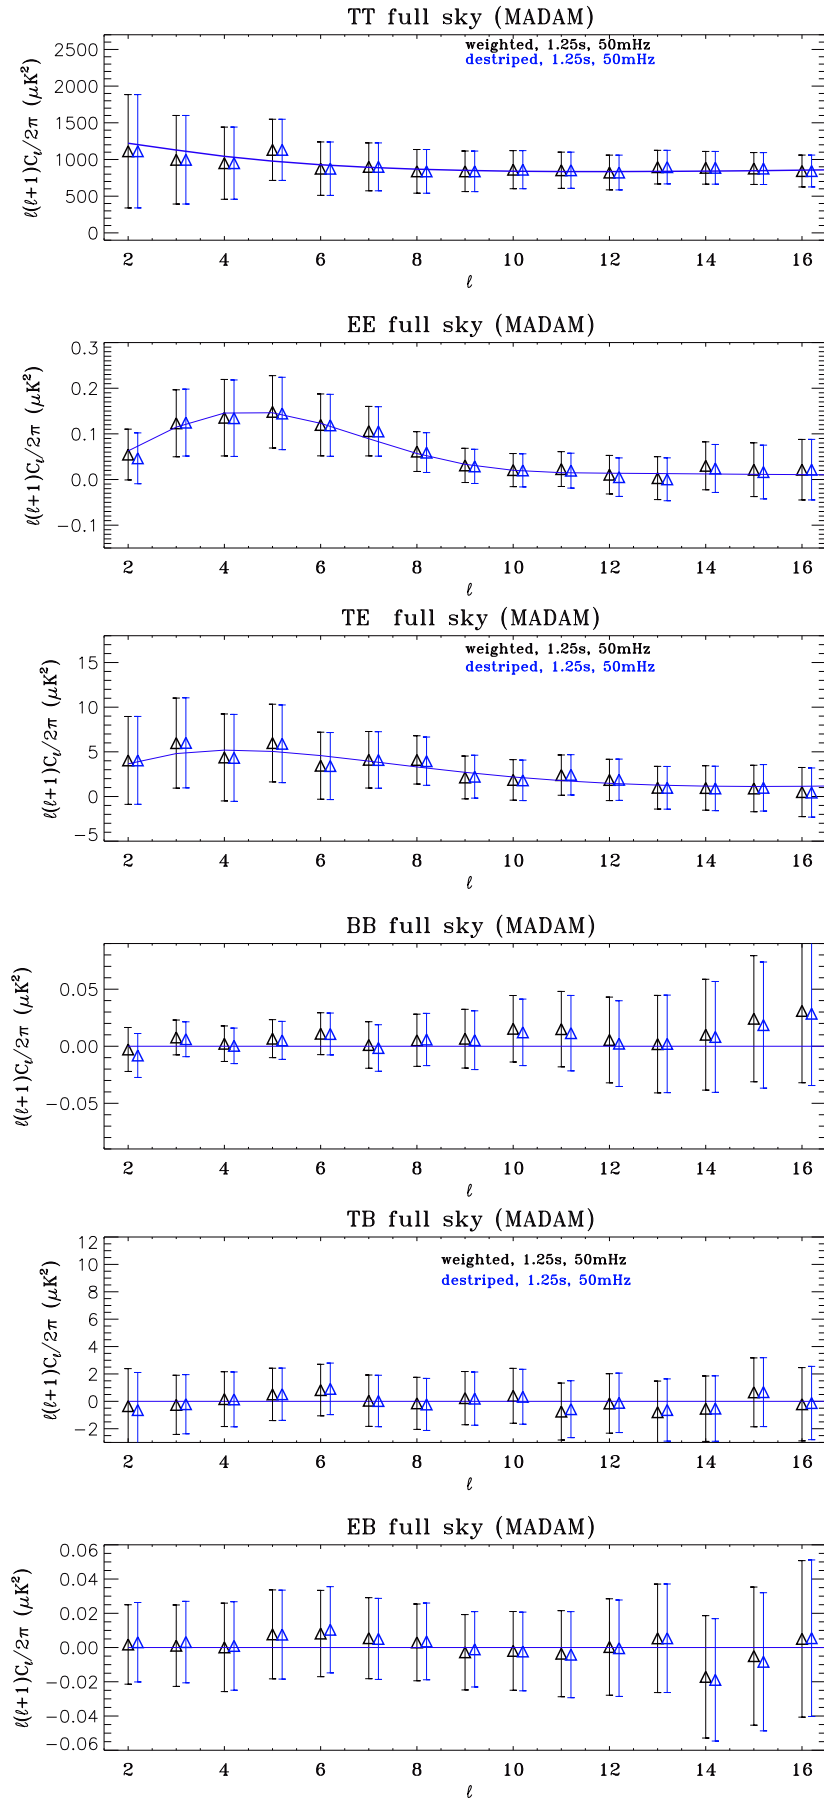 TT full sky (MADAM)
weighted, 1.25s, 50mHz
destriped, 1.25s, 50mHz
ℓ(ℓ+1)Cℓ/2π (μK²)
2500
2000
1500
1000
500
0
2 4 6 8 10 12 14 16
ℓ
EE full sky (MADAM)
ℓ(ℓ+1)Cℓ/2π (μK²)
0.3
0.2
0.1
0.0
−0.1
2 4 6 8 10 12 14 16
ℓ
TE full sky (MADAM)
weighted, 1.25s, 50mHz
destriped, 1.25s, 50mHz
ℓ(ℓ+1)Cℓ/2π (μK²)
15
10
5
0
−5
2 4 6 8 10 12 14 16
ℓ
BB full sky (MADAM)
ℓ(ℓ+1)Cℓ/2π (μK²)
0.05
0.00
−0.05
2 4 6 8 10 12 14 16
ℓ
TB full sky (MADAM)
weighted, 1.25s, 50mHz
destriped, 1.25s, 50mHz
ℓ(ℓ+1)Cℓ/2π (μK²)
12
10
8
6
4
2
0
−2
2 4 6 8 10 12 14 16
ℓ
EB full sky (MADAM)
ℓ(ℓ+1)Cℓ/2π (μK²)
0.06
0.04
0.02
0.00
−0.02
−0.04
−0.06
2 4 6 8 10 12 14 16
ℓ